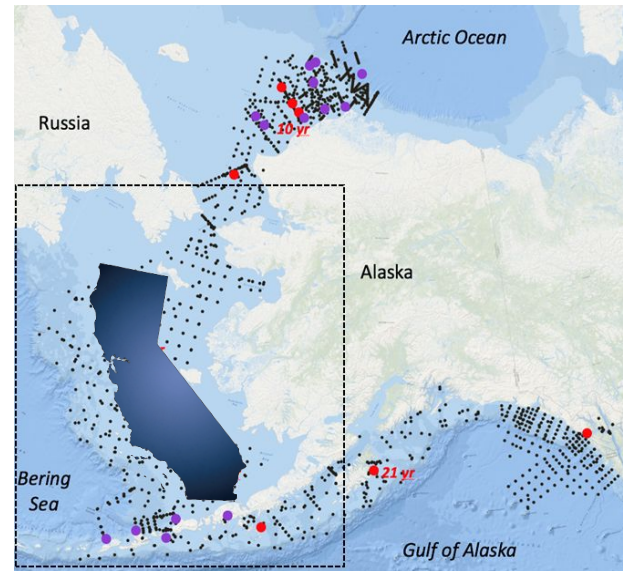 Arctic Ocean
Russia
10 yr
Alaska
Bering
Sea
21 yr
Gulf of Alaska